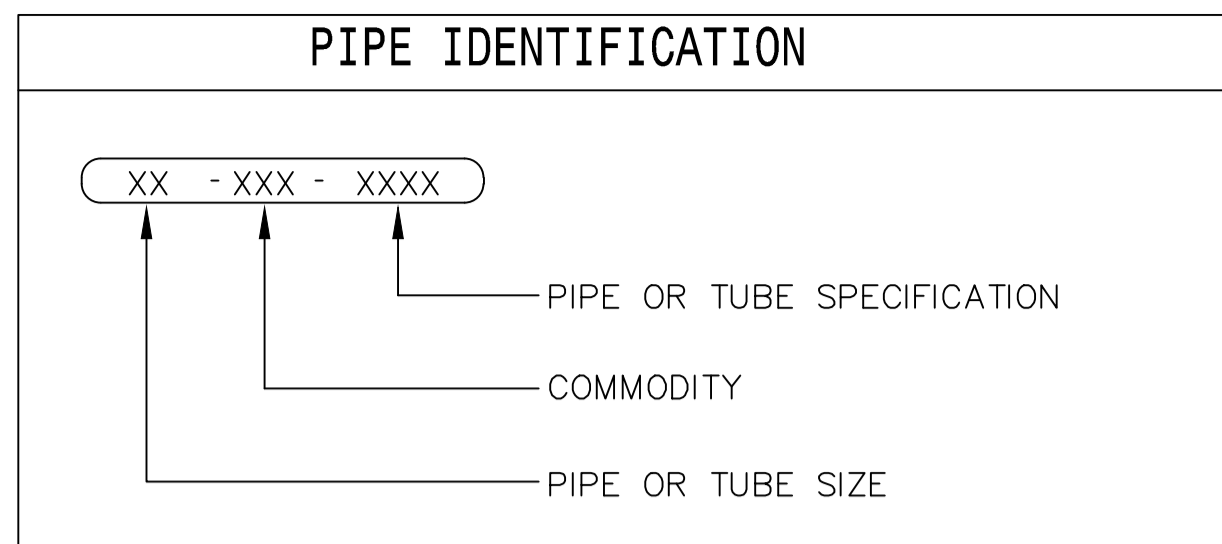 PIPE IDENTIFICATION
XX - XXX - XXXX
PIPE OR TUBE SPECIFICATION
COMMODITY
PIPE OR TUBE SIZE